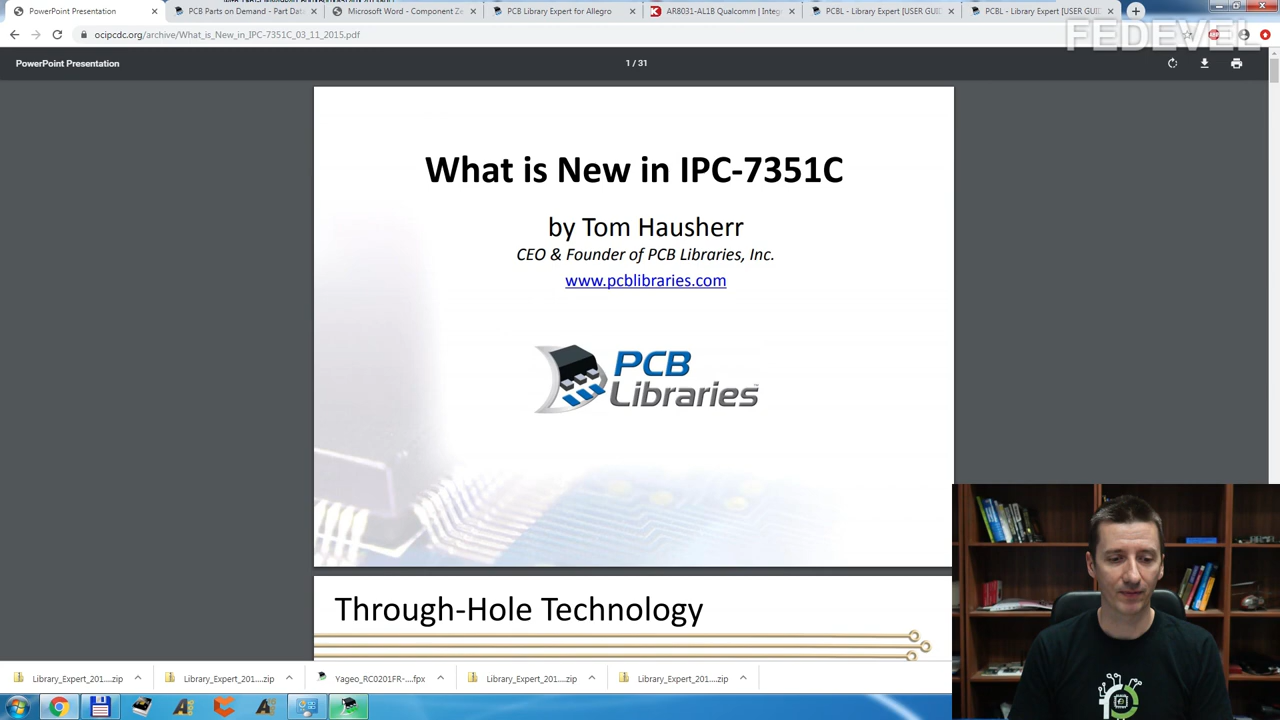 PowerPoint Presentation
PCB Parts on Demand - Part Data
Microsoft Word - Component Ze
PCB Library Expert for Allegro
AR8031-AL1B Qualcomm | Integ
PCBL - Library Expert [USER GUID
PCBL - Library Expert [USER GUID
ocipcdc.org/archive/What_is_New_in_IPC-7351C_03_11_2015.pdf
FEDEVEL
PowerPoint Presentation
1 / 31
What is New in IPC-7351C
by Tom Hausherr
CEO & Founder of PCB Libraries, Inc.
www.pcblibraries.com
PCB
Libraries
Through-Hole Technology
Library_Expert_201....zip
Library_Expert_201....zip
Yageo_RC0201FR-....fpx
Library_Expert_201....zip
Library_Expert_201....zip